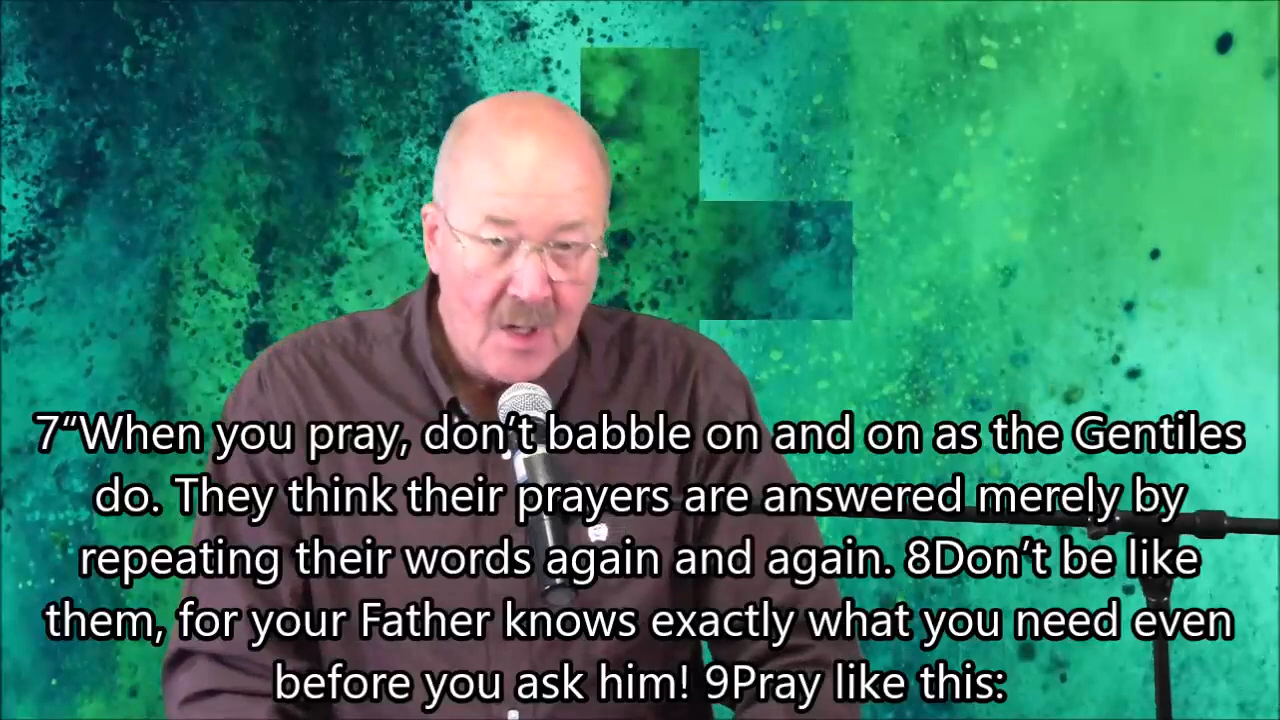 7“When you pray, don’t babble on and on as the Gentiles
do. They think their prayers are answered merely by
repeating their words again and again. 8Don’t be like
them, for your Father knows exactly what you need even
before you ask him! 9Pray like this: